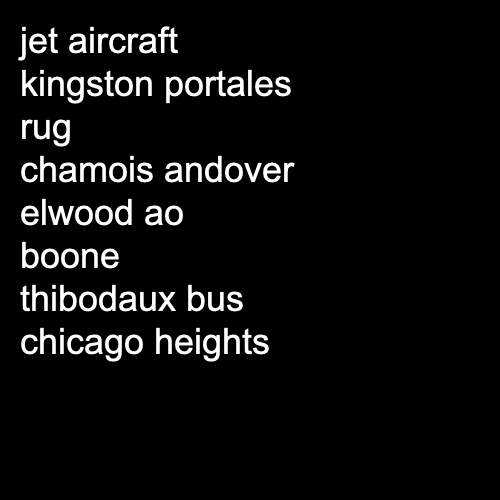 jet aircraft
kingston portales
rug
chamois andover
elwood ao
boone
thibodaux bus
chicago heights